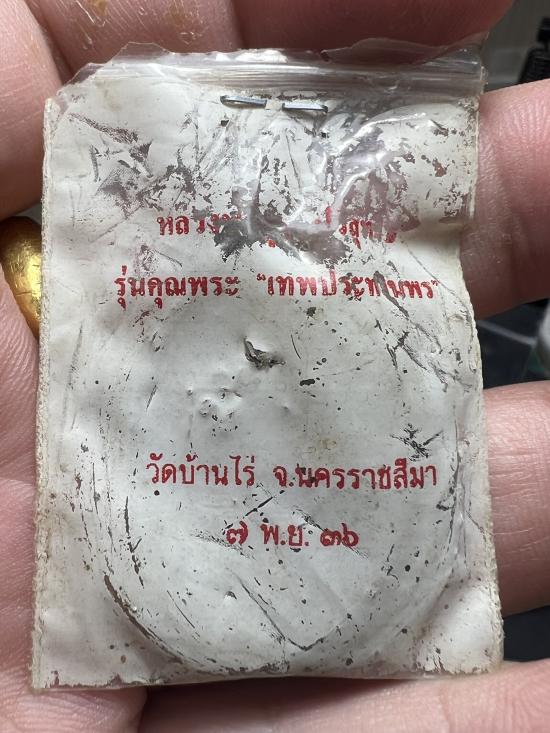 รุ่นคุณพระ "เทพประทานพร"
วัดบ้านไร่ จ.นครราชสีมา
๗ พ.ย. ๓๖